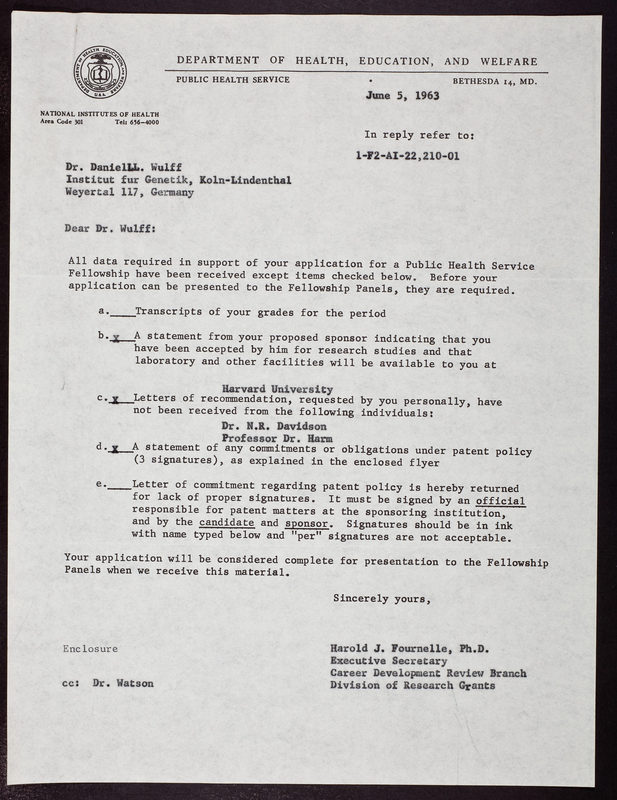 DEPARTMENT OF HEALTH, EDUCATION, AND WELFARE
PUBLIC HEALTH SERVICE
BETHESDA 14, MD.
June 5, 1963
NATIONAL INSTITUTES OF HEALTH
Area Code 301 Tel: 656-4000
In reply refer to:
1-F2-AI-22,210-01
Dr. DanielLL. Wulff
Institut fur Genetik, Koln-Lindenthal
Weyertal 117, Germany
Dear Dr. Wulff:
All data required in support of your application for a Public Health Service
Fellowship have been received except items checked below. Before your
application can be presented to the Fellowship Panels, they are required.
a.____Transcripts of your grades for the period
b. x A statement from your proposed sponsor indicating that you
have been accepted by him for research studies and that
laboratory and other facilities will be available to you at
Harvard University
c. x Letters of recommendation, requested by you personally, have
not been received from the following individuals:
Dr. N.R. Davidson
Professor Dr. Harm
d. x A statement of any commitments or obligations under patent policy
(3 signatures), as explained in the enclosed flyer
e.____Letter of commitment regarding patent policy is hereby returned
for lack of proper signatures. It must be signed by an official
responsible for patent matters at the sponsoring institution,
and by the candidate and sponsor. Signatures should be in ink
with name typed below and "per" signatures are not acceptable.
Your application will be considered complete for presentation to the Fellowship
Panels when we receive this material.
Sincerely yours,
Enclosure
Harold J. Fournelle, Ph.D.
Executive Secretary
Career Development Review Branch
cc: Dr. Watson
Division of Research Grants